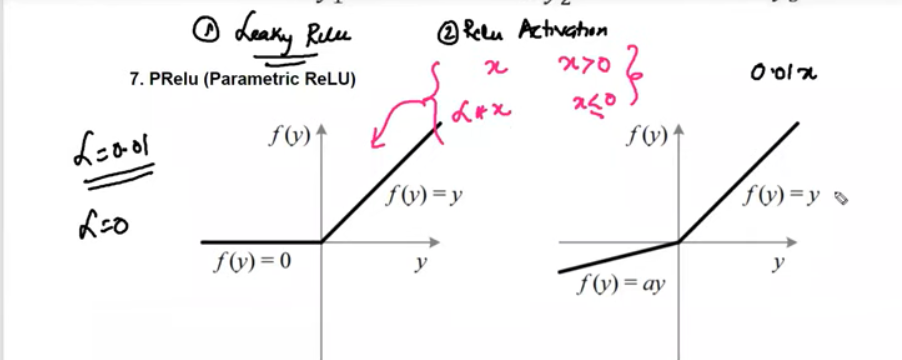 ① Leaky Relu
② Relu Activation
7. PRelu (Parametric ReLU)
x x>0
α*x x≤0
0.01x
α=0.01
α=0
f(y)
f(y) = y
f(y) = 0
y
f(y)
f(y) = y
f(y) = ay
y